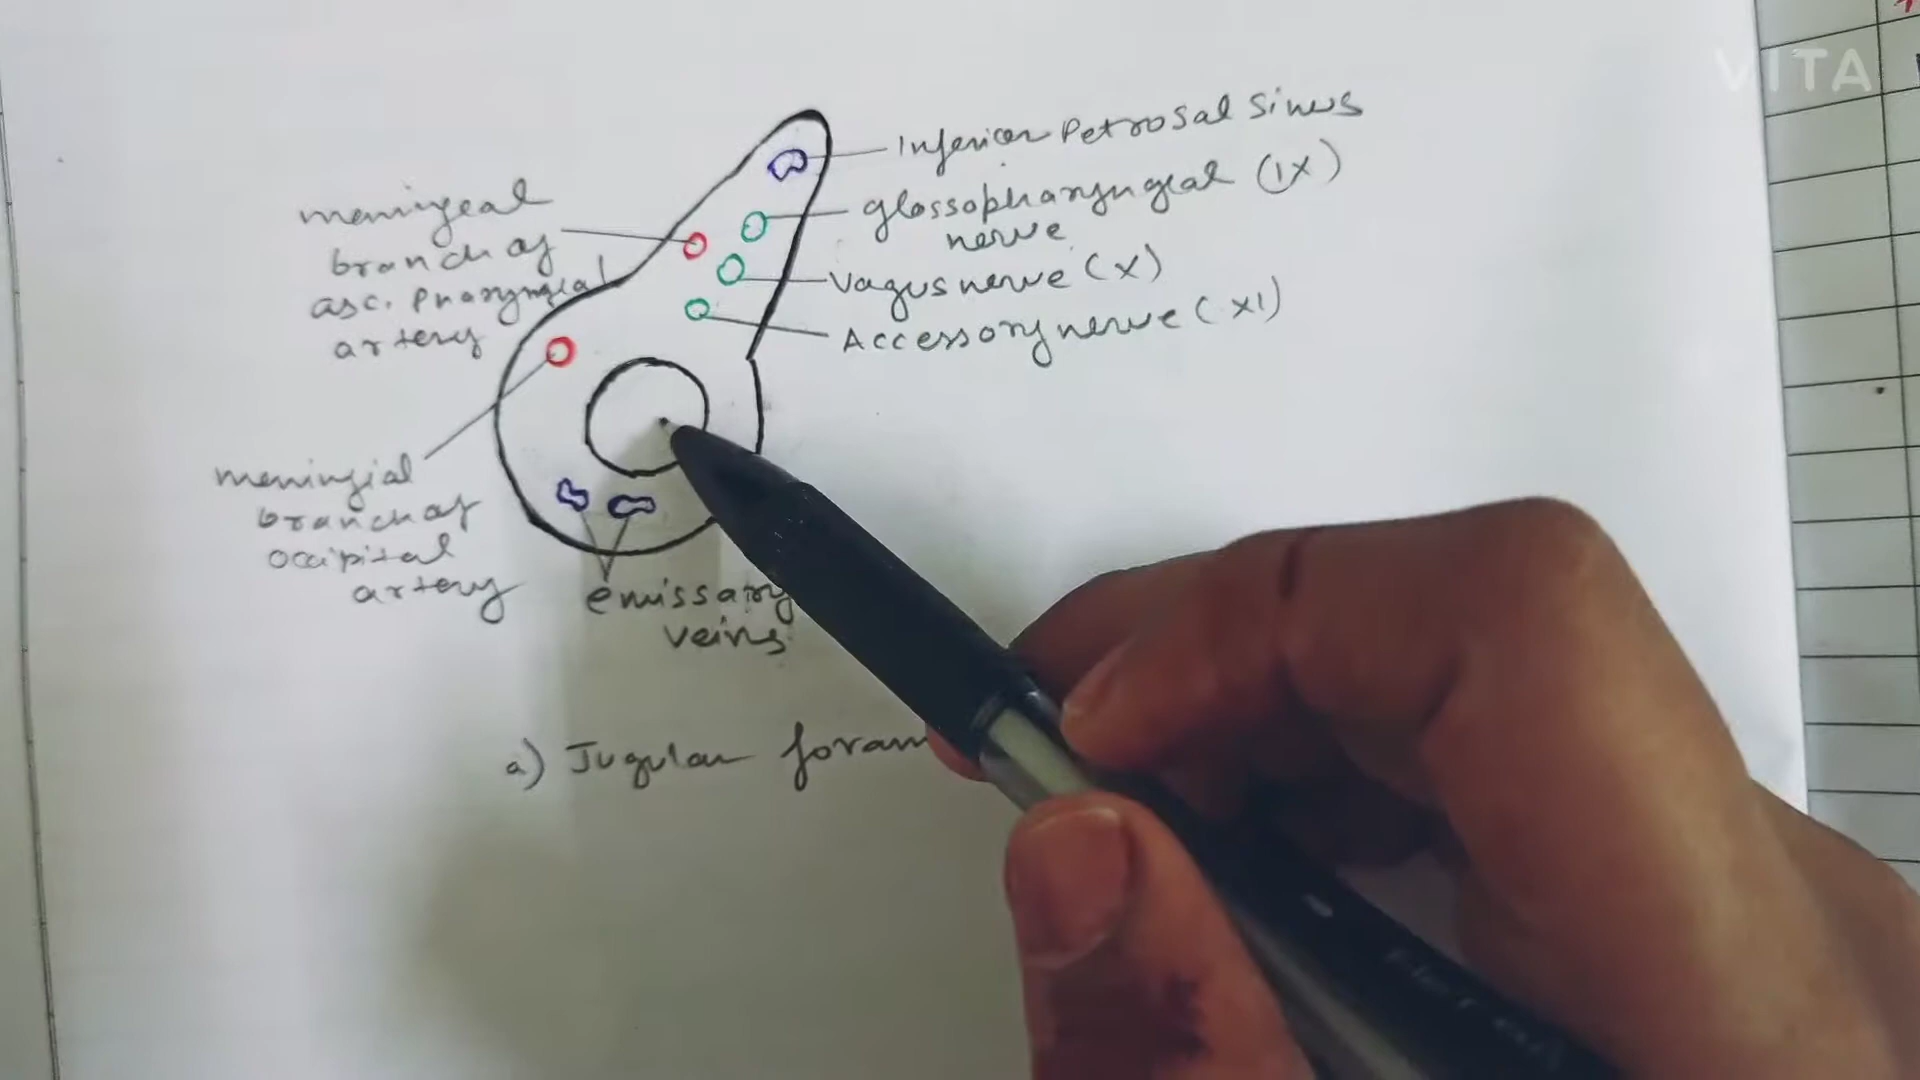 VITA
Inferior Petrosal Sinus
glossopharyngeal (IX)
nerve
Vagus nerve (X)
Accessory nerve (XI)
meningeal
branch of
asc. Pharyngeal
artery
meningial
branch of
occipital
artery
emissary
veins
a) Jugular foram